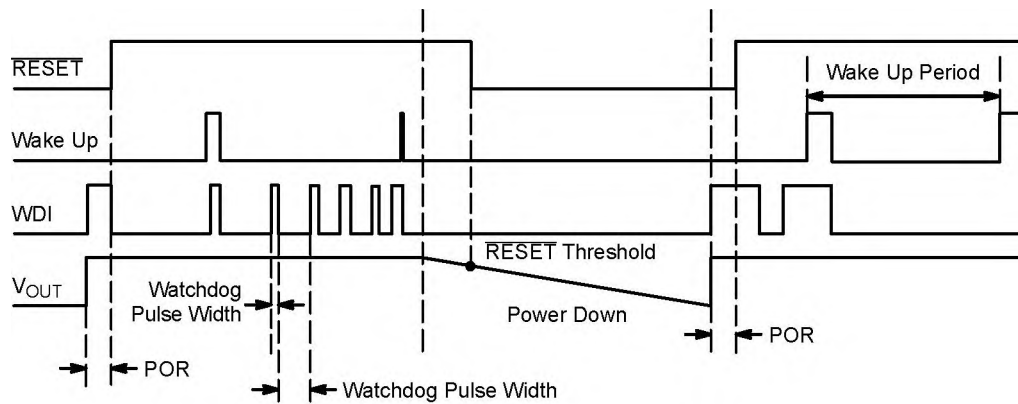 RESET
Wake Up Period
Wake Up
WDI
RESET Threshold
VOUT
Watchdog
Pulse Width
Power Down
POR
POR
Watchdog Pulse Width